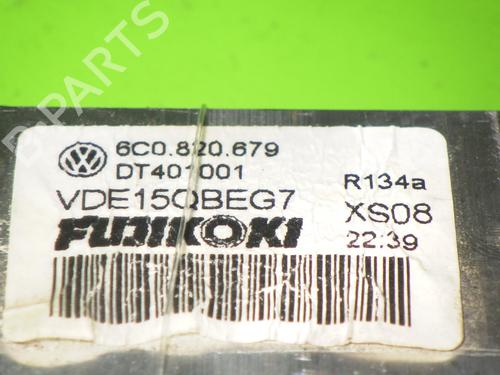 B-PARTS
6C0.820.679
DT401001
VDE15QBEG7
FUJIKOKI
R134a
XS08
22:39